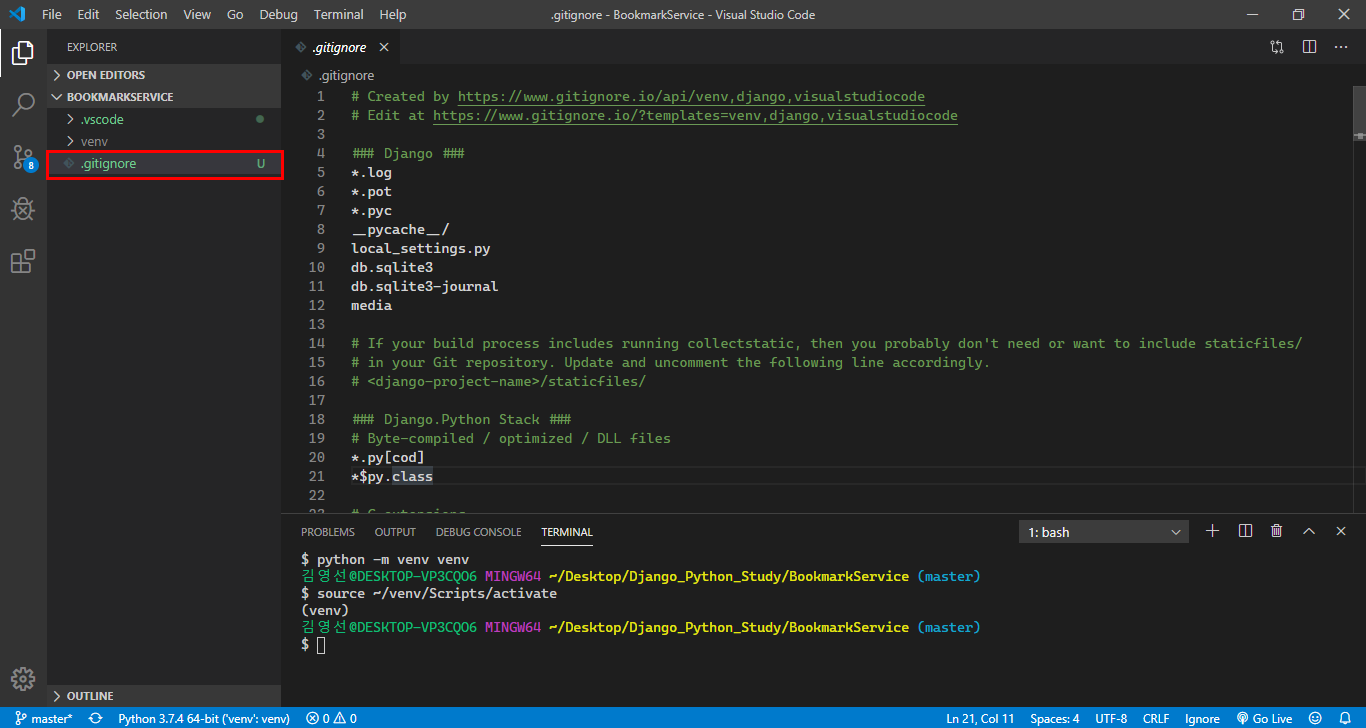 File Edit Selection View Go Debug Terminal Help .gitignore - BookmarkService - Visual Studio Code
EXPLORER
OPEN EDITORS
BOOKMARKSERVICE
.vscode
venv
.gitignore U
8
OUTLINE
.gitignore
.gitignore
1 # Created by https://www.gitignore.io/api/venv,django,visualstudiocode
2 # Edit at https://www.gitignore.io/?templates=venv,django,visualstudiocode
3
4 ### Django ###
5 *.log
6 *.pot
7 *.pyc
8 __pycache__/
9 local_settings.py
10 db.sqlite3
11 db.sqlite3-journal
12 media
13
14 # If your build process includes running collectstatic, then you probably don't need or want to include staticfiles/
15 # in your Git repository. Update and uncomment the following line accordingly.
16 # <django-project-name>/staticfiles/
17
18 ### Django.Python Stack ###
19 # Byte-compiled / optimized / DLL files
20 *.py[cod]
21 *$py.class
22
23 # C extensions
PROBLEMS OUTPUT DEBUG CONSOLE TERMINAL 1: bash
$ python -m venv venv
김영선@DESKTOP-VP3CQO6 MINGW64 ~/Desktop/Django_Python_Study/BookmarkService (master)
$ source ~/venv/Scripts/activate
(venv)
김영선@DESKTOP-VP3CQO6 MINGW64 ~/Desktop/Django_Python_Study/BookmarkService (master)
$
master* Python 3.7.4 64-bit ('venv': venv) 0 0 Ln 21, Col 11 Spaces: 4 UTF-8 CRLF Ignore Go Live